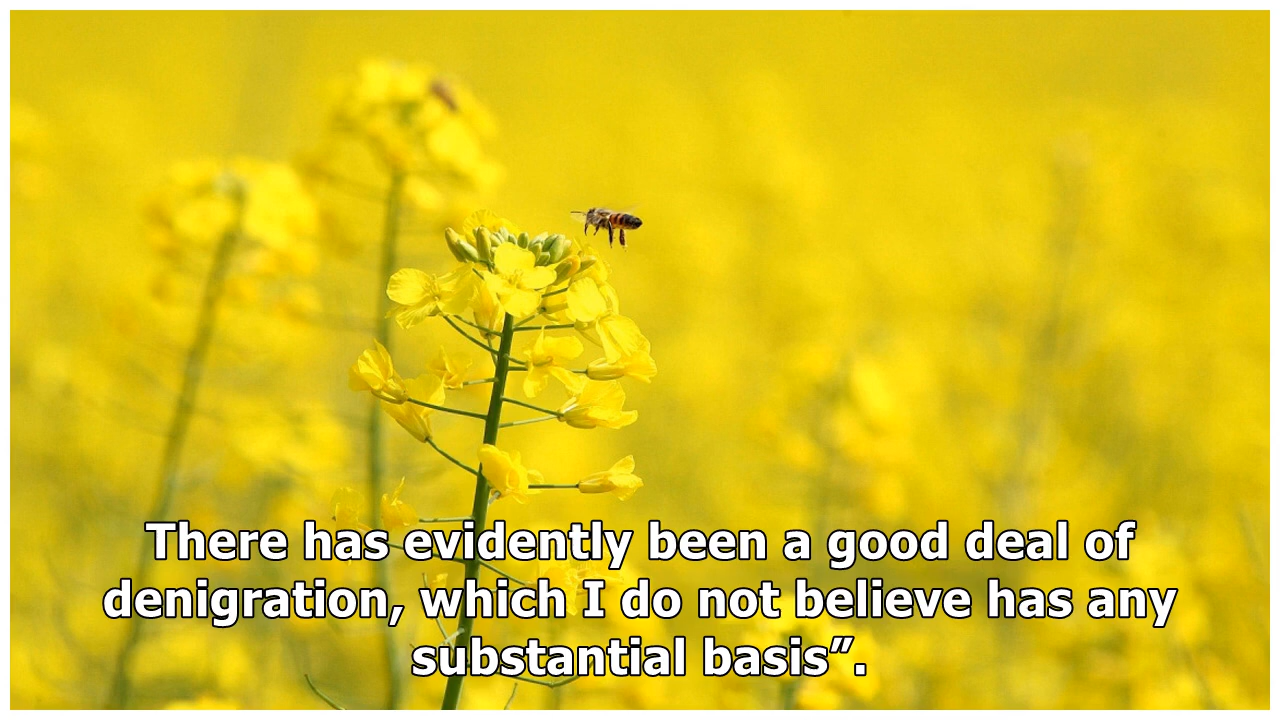 There has evidently been a good deal of
denigration, which I do not believe has any
substantial basis”.